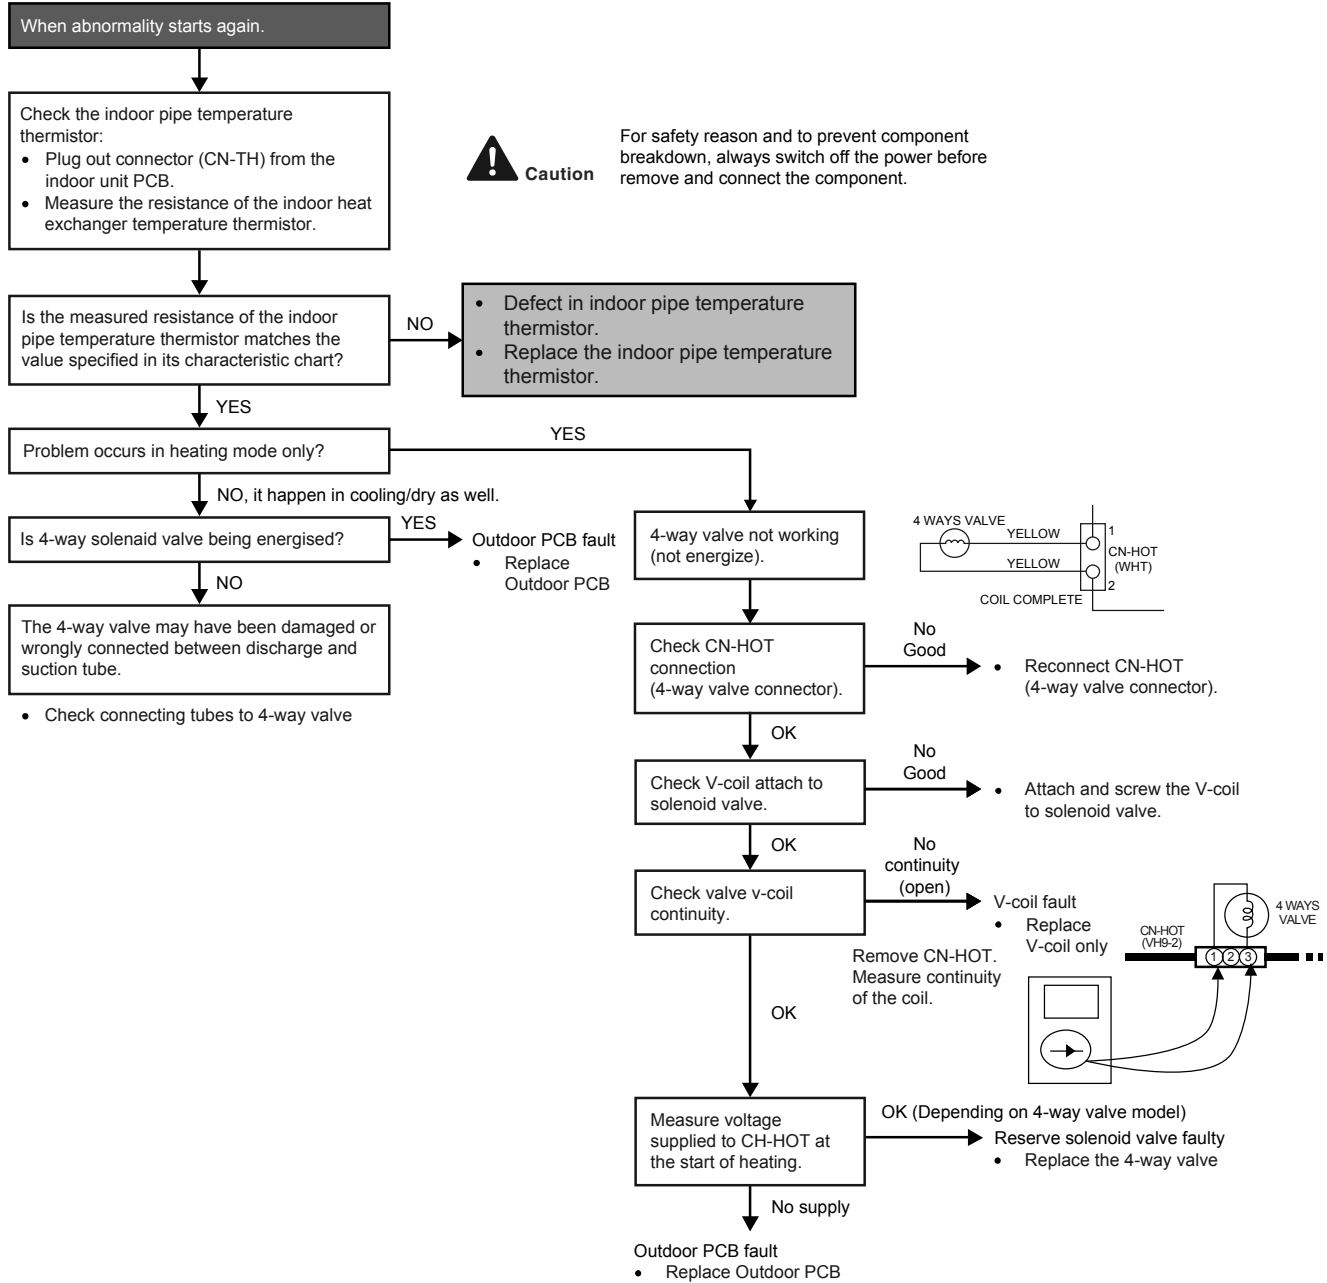 When abnormality starts again.
Check the indoor pipe temperature
thermistor:
• Plug out connector (CN-TH) from the
indoor unit PCB.
• Measure the resistance of the indoor heat
exchanger temperature thermistor.
Caution
For safety reason and to prevent component
breakdown, always switch off the power before
remove and connect the component.
Is the measured resistance of the indoor
pipe temperature thermistor matches the
value specified in its characteristic chart?
NO
• Defect in indoor pipe temperature
thermistor.
• Replace the indoor pipe temperature
thermistor.
YES
Problem occurs in heating mode only?
YES
NO, it happen in cooling/dry as well.
Is 4-way solenaid valve being energised?
YES
Outdoor PCB fault
• Replace
Outdoor PCB
NO
The 4-way valve may have been damaged or
wrongly connected between discharge and
suction tube.
• Check connecting tubes to 4-way valve
4-way valve not working
(not energize).
4 WAYS VALVE
YELLOW
YELLOW
1
CN-HOT
(WHT)
2
COIL COMPLETE
Check CN-HOT
connection
(4-way valve connector).
No
Good
• Reconnect CN-HOT
(4-way valve connector).
OK
Check V-coil attach to
solenoid valve.
No
Good
• Attach and screw the V-coil
to solenoid valve.
OK
Check valve v-coil
continuity.
No
continuity
(open)
V-coil fault
• Replace
V-coil only
Remove CN-HOT.
Measure continuity
of the coil.
4 WAYS
VALVE
CN-HOT
(VH9-2)
1 2 3
OK
Measure voltage
supplied to CH-HOT at
the start of heating.
OK (Depending on 4-way valve model)
Reserve solenoid valve faulty
• Replace the 4-way valve
No supply
Outdoor PCB fault
• Replace Outdoor PCB